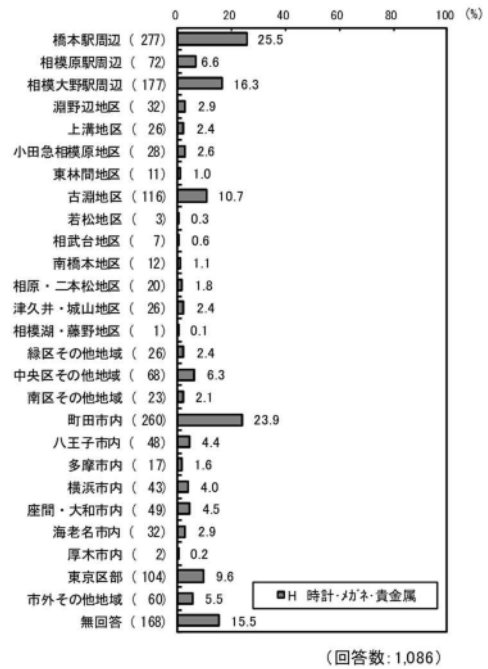 0 20 40 60 80 100 (%)
橋本駅周辺 ( 277) 25.5
相模原駅周辺 ( 72) 6.6
相模大野駅周辺 ( 177) 16.3
淵野辺地区 ( 32) 2.9
上溝地区 ( 26) 2.4
小田急相模原地区 ( 28) 2.6
東林間地区 ( 11) 1.0
古淵地区 ( 116) 10.7
若松地区 ( 3) 0.3
相武台地区 ( 7) 0.6
南橋本地区 ( 12) 1.1
相原・二本松地区 ( 20) 1.8
津久井・城山地区 ( 26) 2.4
相模湖・藤野地区 ( 1) 0.1
緑区その他地域 ( 26) 2.4
中央区その他地域 ( 68) 6.3
南区その他地域 ( 23) 2.1
町田市内 ( 260) 23.9
八王子市内 ( 48) 4.4
多摩市内 ( 17) 1.6
横浜市内 ( 43) 4.0
座間・大和市内 ( 49) 4.5
海老名市内 ( 32) 2.9
厚木市内 ( 2) 0.2
東京区部 ( 104) 9.6
市外その他地域 ( 60) 5.5
無回答 ( 168) 15.5
H 時計・メガネ・貴金属
(回答数: 1,086)